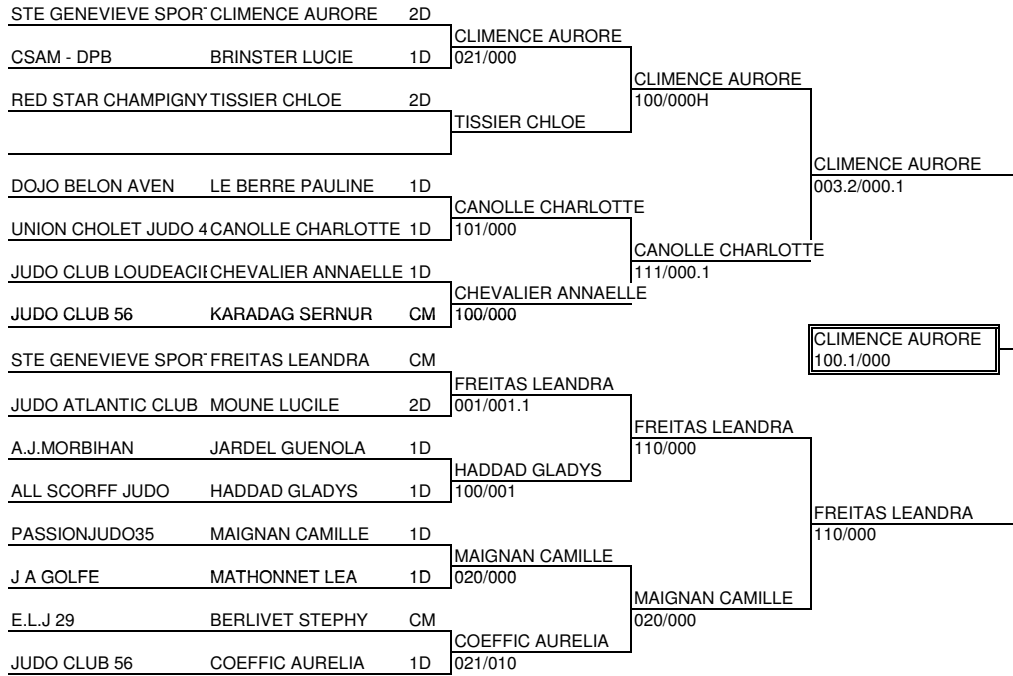 STE GENEVIEVE SPORT CLIMENCE AURORE 2D
CLIMENCE AURORE
CSAM - DPB BRINSTER LUCIE 1D 021/000
CLIMENCE AURORE
RED STAR CHAMPIGNY TISSIER CHLOE 2D 100/000H
TISSIER CHLOE
CLIMENCE AURORE
DOJO BELON AVEN LE BERRE PAULINE 1D 003.2/000.1
CANOLLE CHARLOTTE
UNION CHOLET JUDO 4 CANOLLE CHARLOTTE 1D 101/000
CANOLLE CHARLOTTE
JUDO CLUB LOUDEACIE CHEVALIER ANNAELLE 1D 111/000.1
CHEVALIER ANNAELLE
JUDO CLUB 56 KARADAG SERNUR CM 100/000
CLIMENCE AURORE
STE GENEVIEVE SPORT FREITAS LEANDRA CM 100.1/000
FREITAS LEANDRA
JUDO ATLANTIC CLUB MOUNE LUCILE 2D 001/001.1
FREITAS LEANDRA
A.J.MORBIHAN JARDEL GUENOLA 1D 110/000
HADDAD GLADYS
ALL SCORFF JUDO HADDAD GLADYS 1D 100/001
FREITAS LEANDRA
PASSIONJUDO35 MAIGNAN CAMILLE 1D 110/000
MAIGNAN CAMILLE
J A GOLFE MATHONNET LEA 1D 020/000
MAIGNAN CAMILLE
E.L.J 29 BERLIVET STEPHY CM 020/000
COEFFIC AURELIA
JUDO CLUB 56 COEFFIC AURELIA 1D 021/010